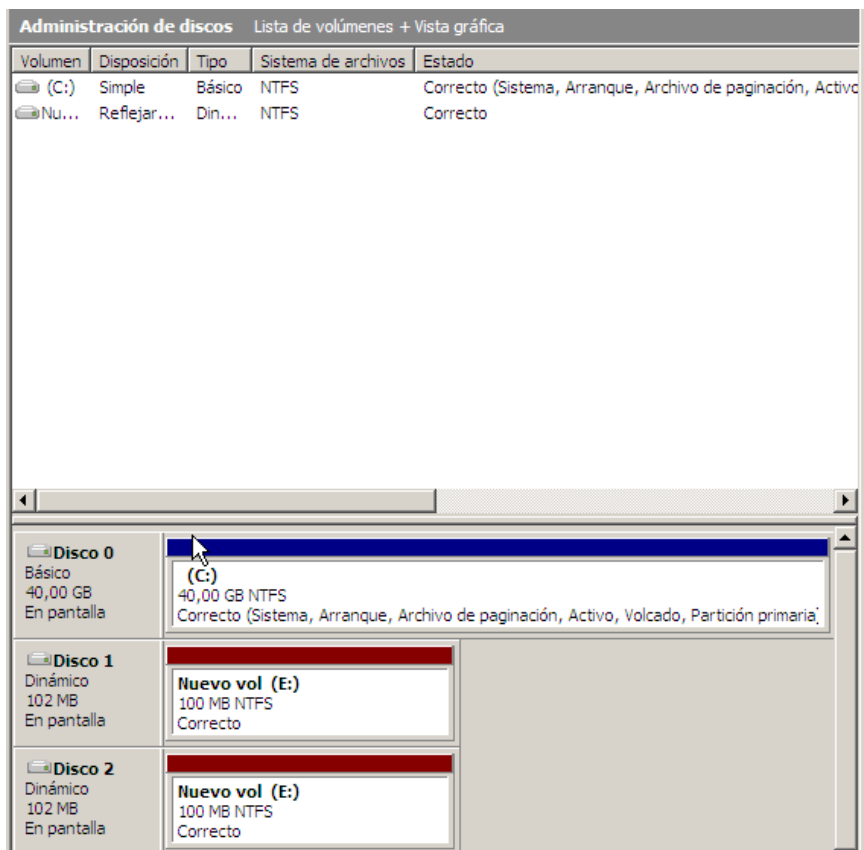 Administración de discos Lista de volúmenes + Vista gráfica
Volumen Disposición Tipo Sistema de archivos Estado
(C:) Simple Básico NTFS Correcto (Sistema, Arranque, Archivo de paginación, Activo
Nu... Reflejar... Din... NTFS Correcto
Disco 0
Básico
40,00 GB
En pantalla
(C:)
40,00 GB NTFS
Correcto (Sistema, Arranque, Archivo de paginación, Activo, Volcado, Partición primaria)
Disco 1
Dinámico
102 MB
En pantalla
Nuevo vol (E:)
100 MB NTFS
Correcto
Disco 2
Dinámico
102 MB
En pantalla
Nuevo vol (E:)
100 MB NTFS
Correcto